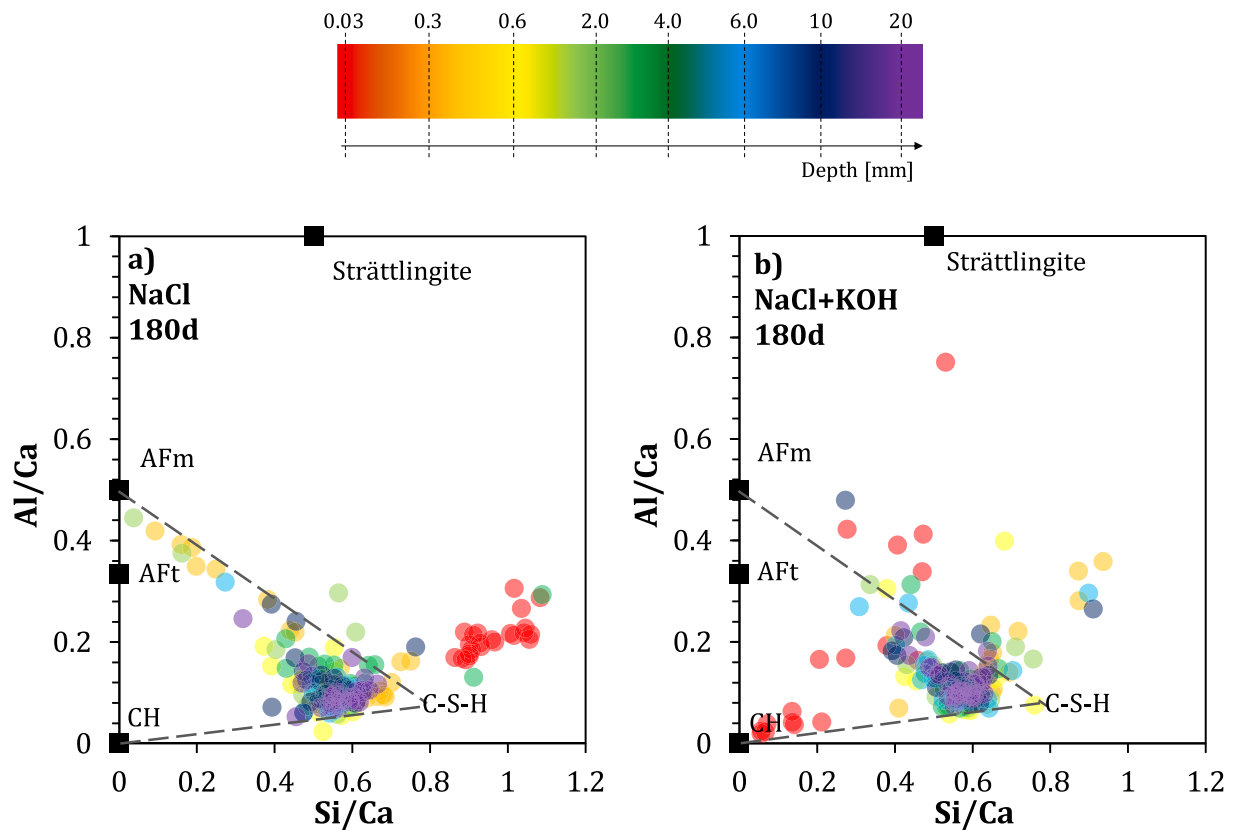 0.03 0.3 0.6 2.0 4.0 6.0 10 20
Depth [mm]
a)
NaCl
180d
Strättlingite
AFm
AFt
CH
C-S-H
1
0.8
0.6
0.4
0.2
0
0 0.2 0.4 0.6 0.8 1 1.2
Al/Ca
Si/Ca
b)
NaCl+KOH
180d
Strättlingite
AFm
AFt
CH
C-S-H
1
0.8
0.6
0.4
0.2
0
0 0.2 0.4 0.6 0.8 1 1.2
Al/Ca
Si/Ca